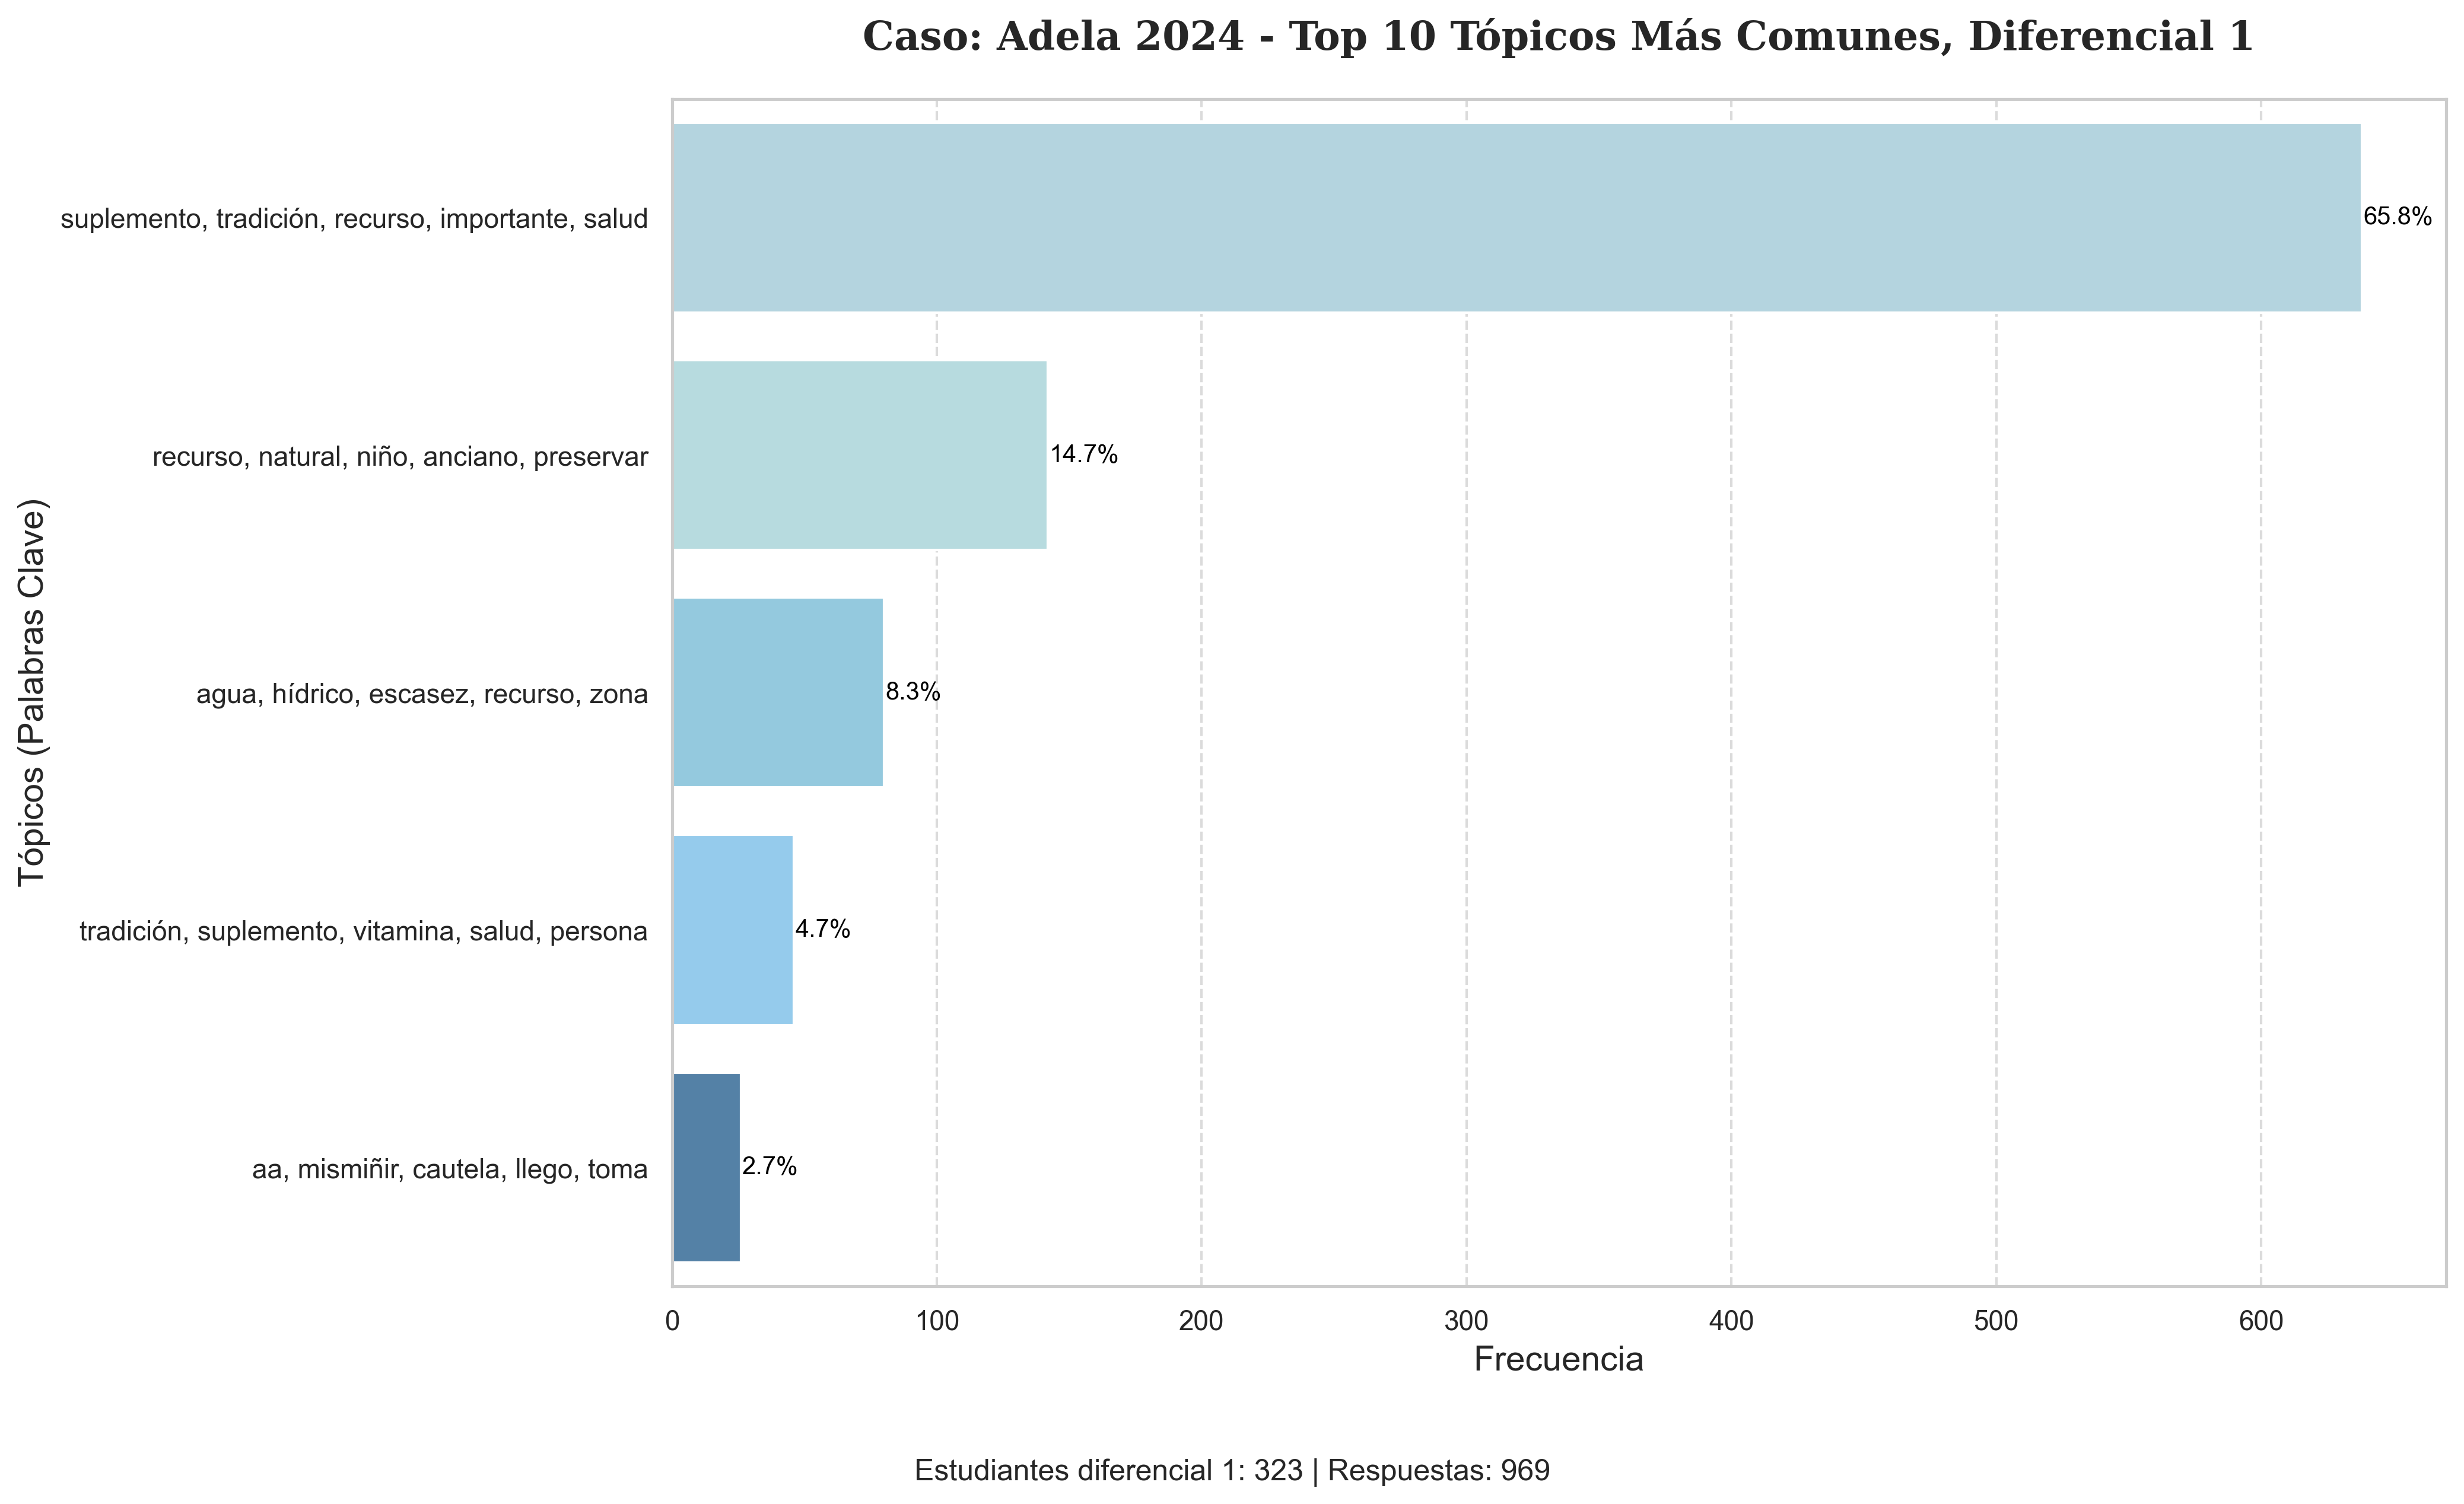 Caso: Adela 2024 - Top 10 Tópicos Más Comunes, Diferencial 1
Tópicos (Palabras Clave)
suplemento, tradición, recurso, importante, salud
65.8%
recurso, natural, niño, anciano, preservar
14.7%
agua, hídrico, escasez, recurso, zona
8.3%
tradición, suplemento, vitamina, salud, persona
4.7%
aa, mismiñir, cautela, llego, toma
2.7%
0 100 200 300 400 500 600
Frecuencia
Estudiantes diferencial 1: 323 | Respuestas: 969